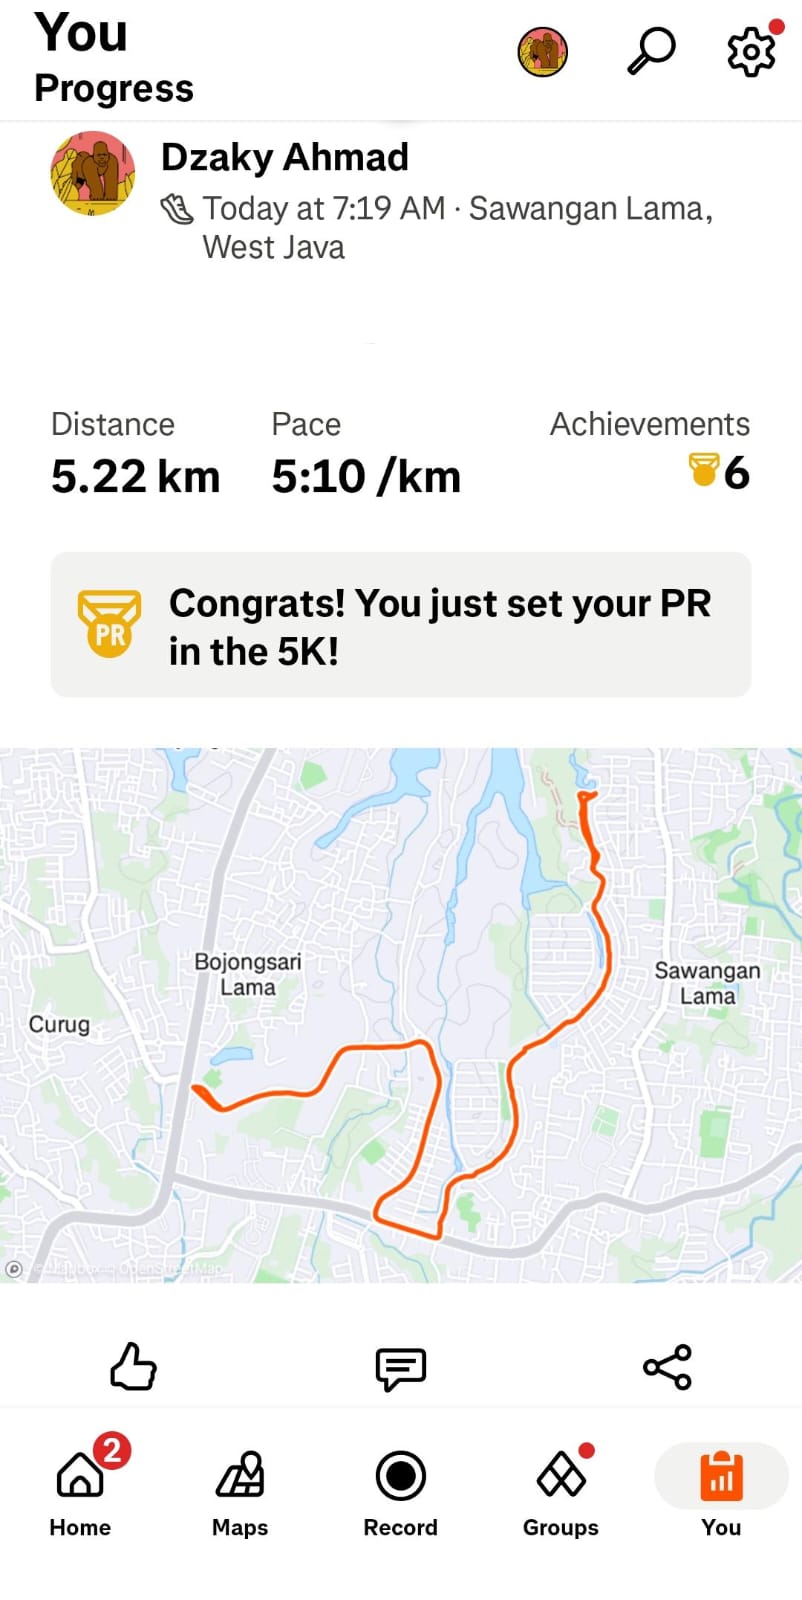 You
Progress
Dzaky Ahmad
Today at 7:19 AM · Sawangan Lama,
West Java
Distance
Pace
Achievements
5.22 km
5:10 /km
6
PR
Congrats! You just set your PR
in the 5K!
Bojongsari
Lama
Sawangan
Lama
Curug
© Mapbox © OpenStreetMap
2
Home
Maps
Record
Groups
You